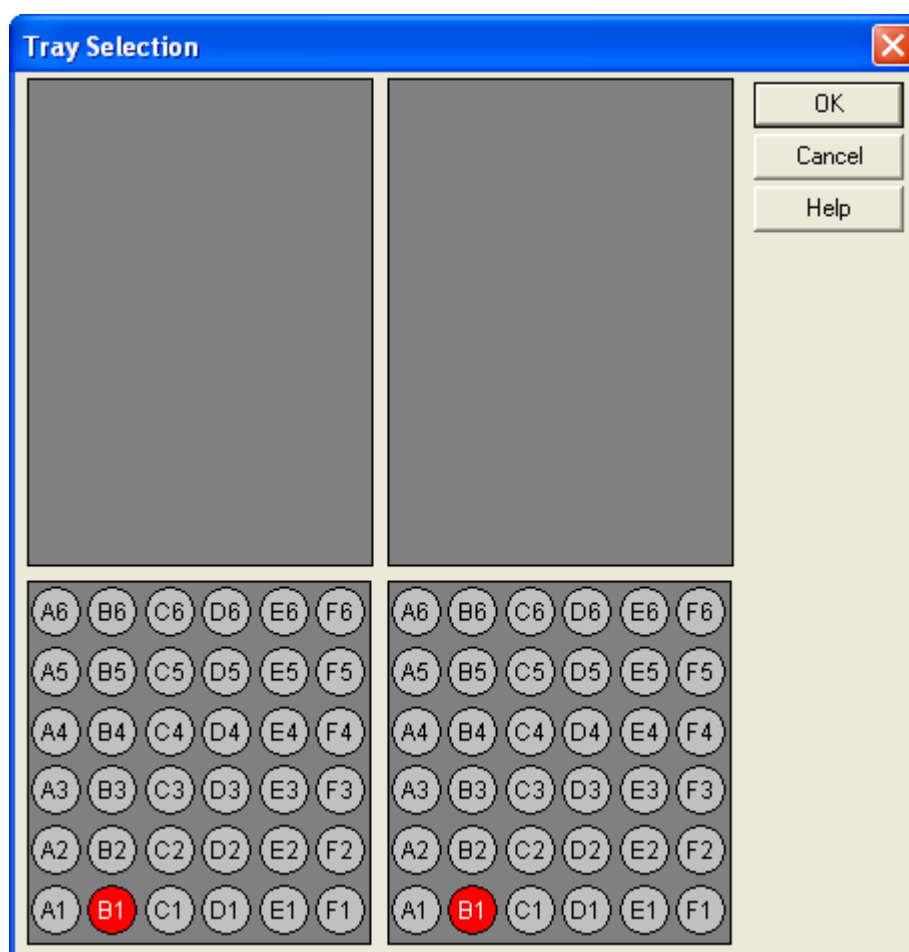 Tray Selection
OK
Cancel
Help
A6 B6 C6 D6 E6 F6 A6 B6 C6 D6 E6 F6
A5 B5 C5 D5 E5 F5 A5 B5 C5 D5 E5 F5
A4 B4 C4 D4 E4 F4 A4 B4 C4 D4 E4 F4
A3 B3 C3 D3 E3 F3 A3 B3 C3 D3 E3 F3
A2 B2 C2 D2 E2 F2 A2 B2 C2 D2 E2 F2
A1 B1 C1 D1 E1 F1 A1 B1 C1 D1 E1 F1